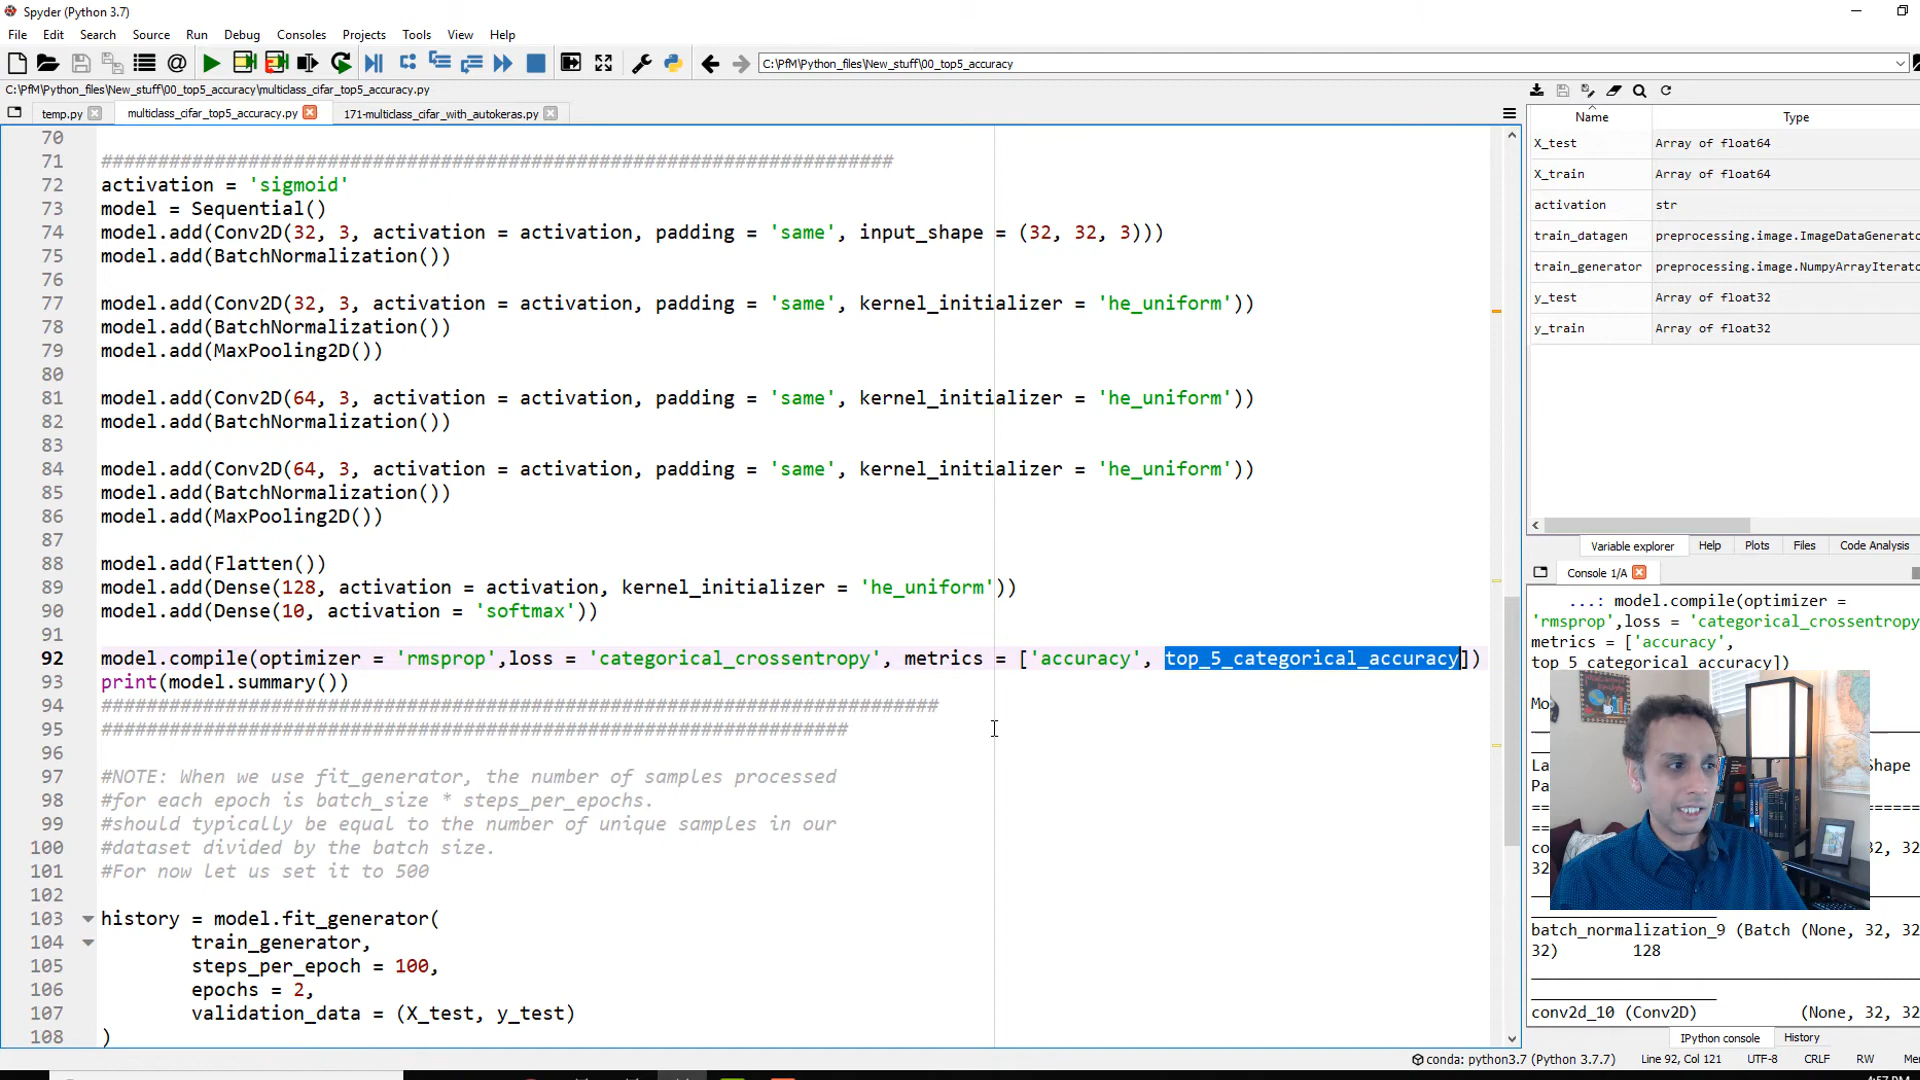 Spyder (Python 3.7)
File Edit Search Source Run Debug Consoles Projects Tools View Help
C:\PfM\Python_files\New_stuff\00_top5_accuracy
C:\PfM\Python_files\New_stuff\00_top5_accuracy\multiclass_cifar_top5_accuracy.py
temp.py multiclass_cifar_top5_accuracy.py 171-multiclass_cifar_with_autokeras.py
70
71 ######################################################################
72 activation = 'sigmoid'
73 model = Sequential()
74 model.add(Conv2D(32, 3, activation = activation, padding = 'same', input_shape = (32, 32, 3)))
75 model.add(BatchNormalization())
76
77 model.add(Conv2D(32, 3, activation = activation, padding = 'same', kernel_initializer = 'he_uniform'))
78 model.add(BatchNormalization())
79 model.add(MaxPooling2D())
80
81 model.add(Conv2D(64, 3, activation = activation, padding = 'same', kernel_initializer = 'he_uniform'))
82 model.add(BatchNormalization())
83
84 model.add(Conv2D(64, 3, activation = activation, padding = 'same', kernel_initializer = 'he_uniform'))
85 model.add(BatchNormalization())
86 model.add(MaxPooling2D())
87
88 model.add(Flatten())
89 model.add(Dense(128, activation = activation, kernel_initializer = 'he_uniform'))
90 model.add(Dense(10, activation = 'softmax'))
91
92 model.compile(optimizer = 'rmsprop',loss = 'categorical_crossentropy', metrics = ['accuracy', top_5_categorical_accuracy])
93 print(model.summary())
94 ##########################################################################
95 ##################################################################
96
97 #NOTE: When we use fit_generator, the number of samples processed
98 #for each epoch is batch_size * steps_per_epochs.
99 #should typically be equal to the number of unique samples in our
100 #dataset divided by the batch size.
101 #For now let us set it to 500
102
103 history = model.fit_generator(
104 train_generator,
105 steps_per_epoch = 100,
106 epochs = 2,
107 validation_data = (X_test, y_test)
108 )
Name Type
X_test Array of float64
X_train Array of float64
activation str
train_datagen preprocessing.image.ImageDataGenerato
train_generator preprocessing.image.NumpyArrayIterato
y_test Array of float32
y_train Array of float32
Variable explorer Help Plots Files Code Analysis
Console 1/A
...: model.compile(optimizer =
'rmsprop',loss = 'categorical_crossentropy
metrics = ['accuracy',
top_5_categorical_accuracy])
Mo
La Shape
Pa
==
co 32, 32
32
batch_normalization_9 (Batch (None, 32, 32
32) 128
conv2d_10 (Conv2D) (None, 32, 32
IPython console History
conda: python3.7 (Python 3.7.7) Line 92, Col 121 UTF-8 CRLF RW